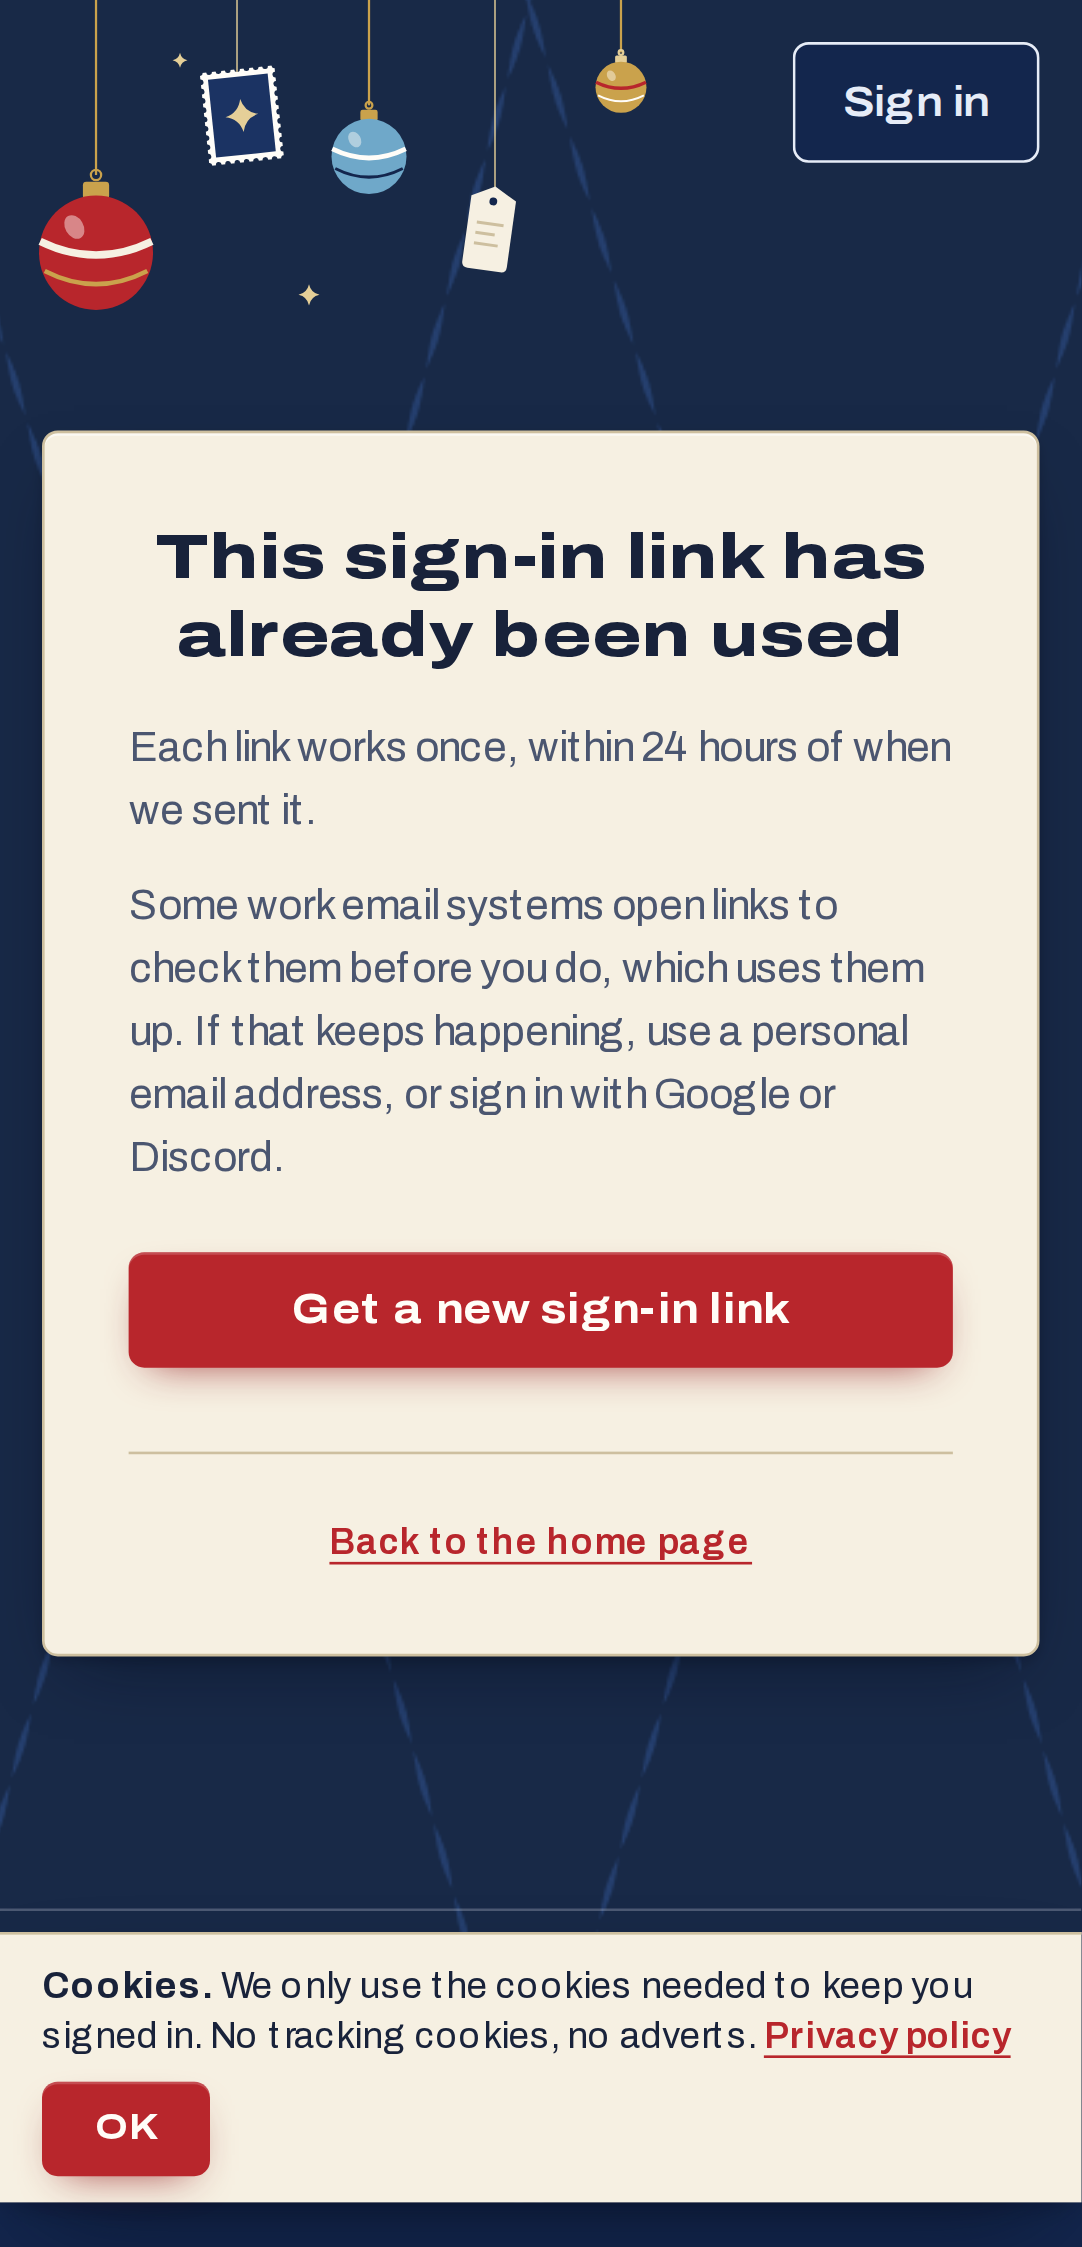 Sign in
This sign-in link has
already been used
Each link works once, within 24 hours of when
we sent it.
Some work email systems open links to
check them before you do, which uses them
up. If that keeps happening, use a personal
email address, or sign in with Google or
Discord.
Get a new sign-in link
Back to the home page
Cookies. We only use the cookies needed to keep you
signed in. No tracking cookies, no adverts. Privacy policy
OK